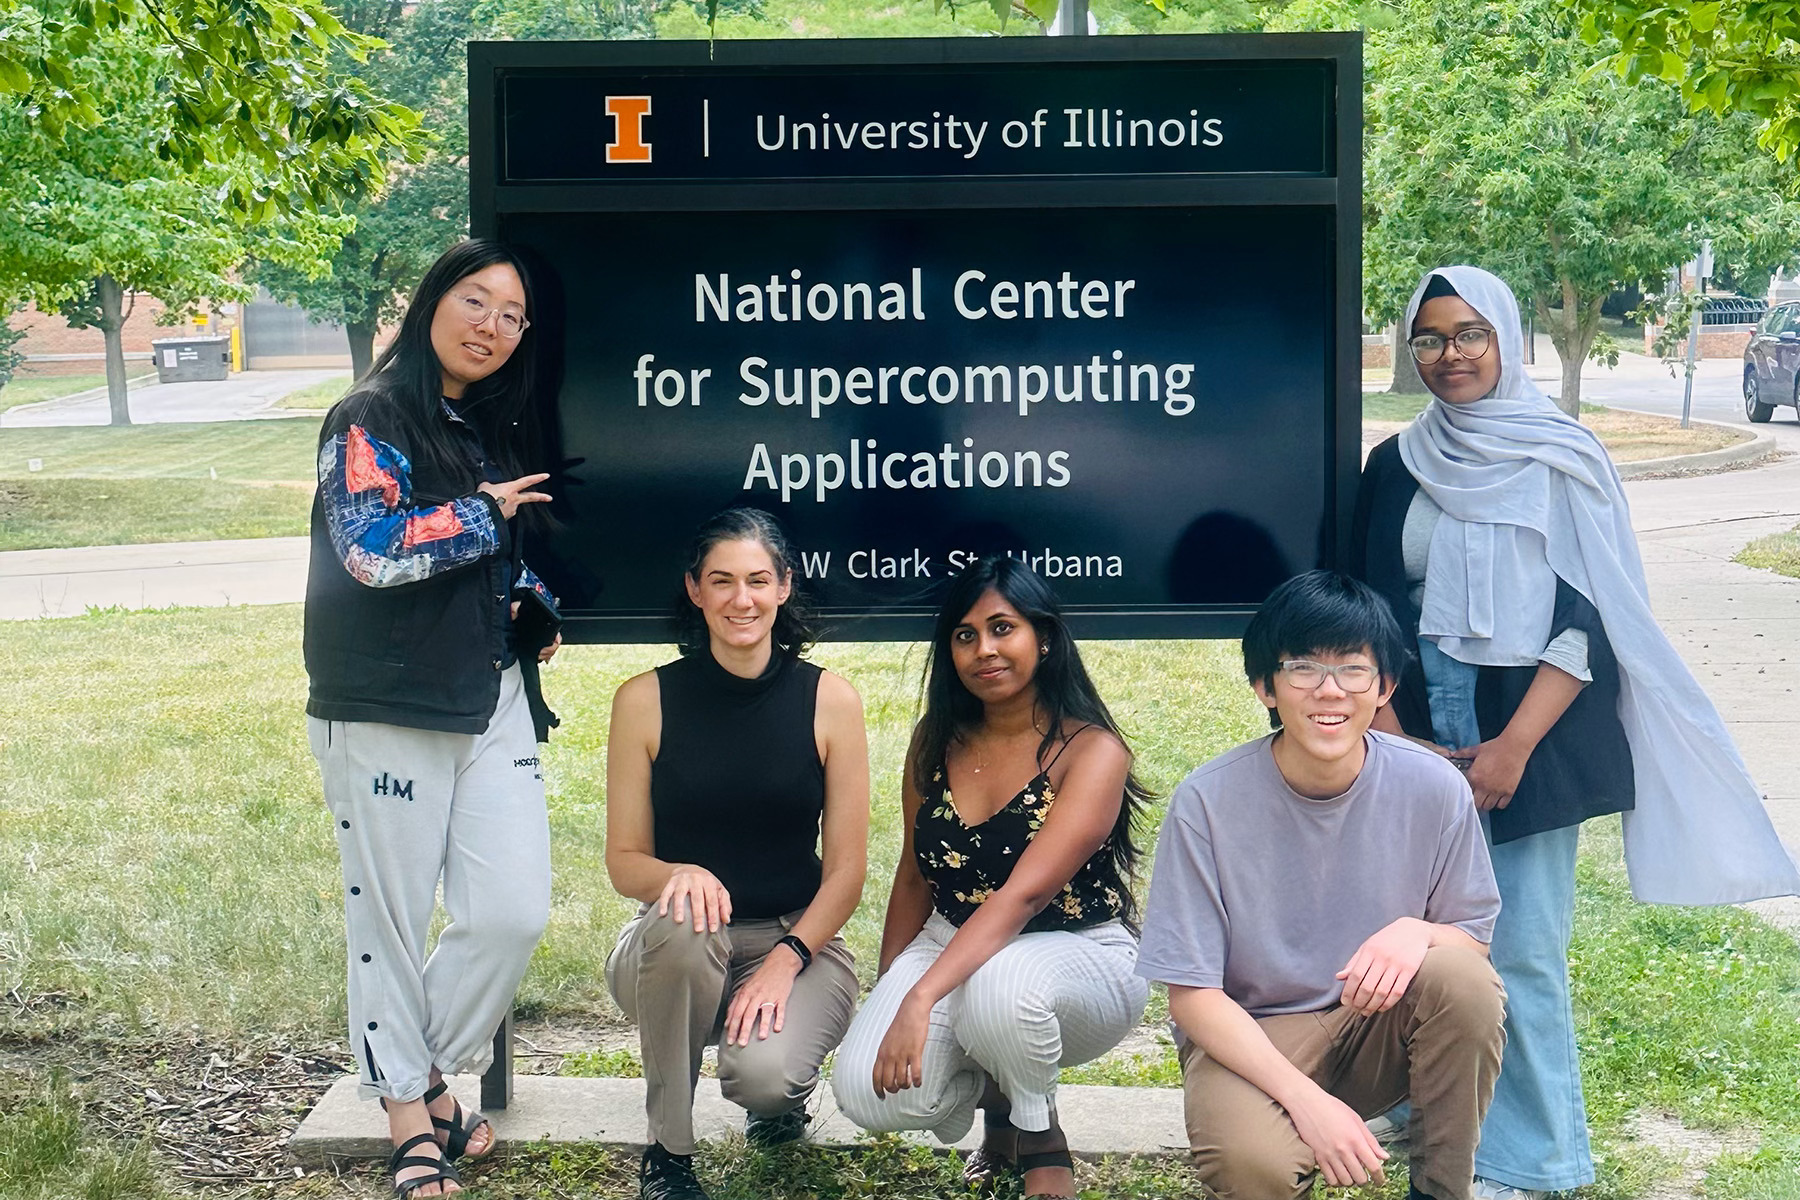 I | University of Illinois
National Center
for Supercomputing
Applications
W Clark St Urbana
HM